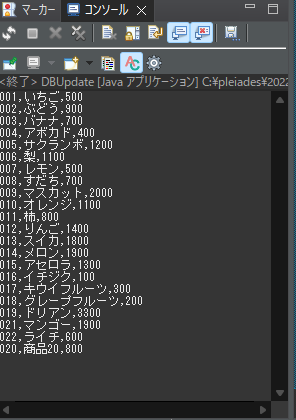 マーカー コンソール
<終了> DBUpdate [Java アプリケーション] C:¥pleiades¥2022
001,いちご,500
002,ぶどう,900
003,バナナ,700
004,アボカド,400
005,サクランボ,1200
006,梨,1100
007,レモン,500
008,すだち,700
009,マスカット,2000
010,オレンジ,1100
011,柿,800
012,りんご,1400
013,スイカ,1800
014,メロン,1900
015,アセロラ,1300
016,イチジク,100
017,キウイフルーツ,300
018,グレープフルーツ,200
019,ドリアン,3300
021,マンゴー,1900
022,ライチ,600
020,商品20,800